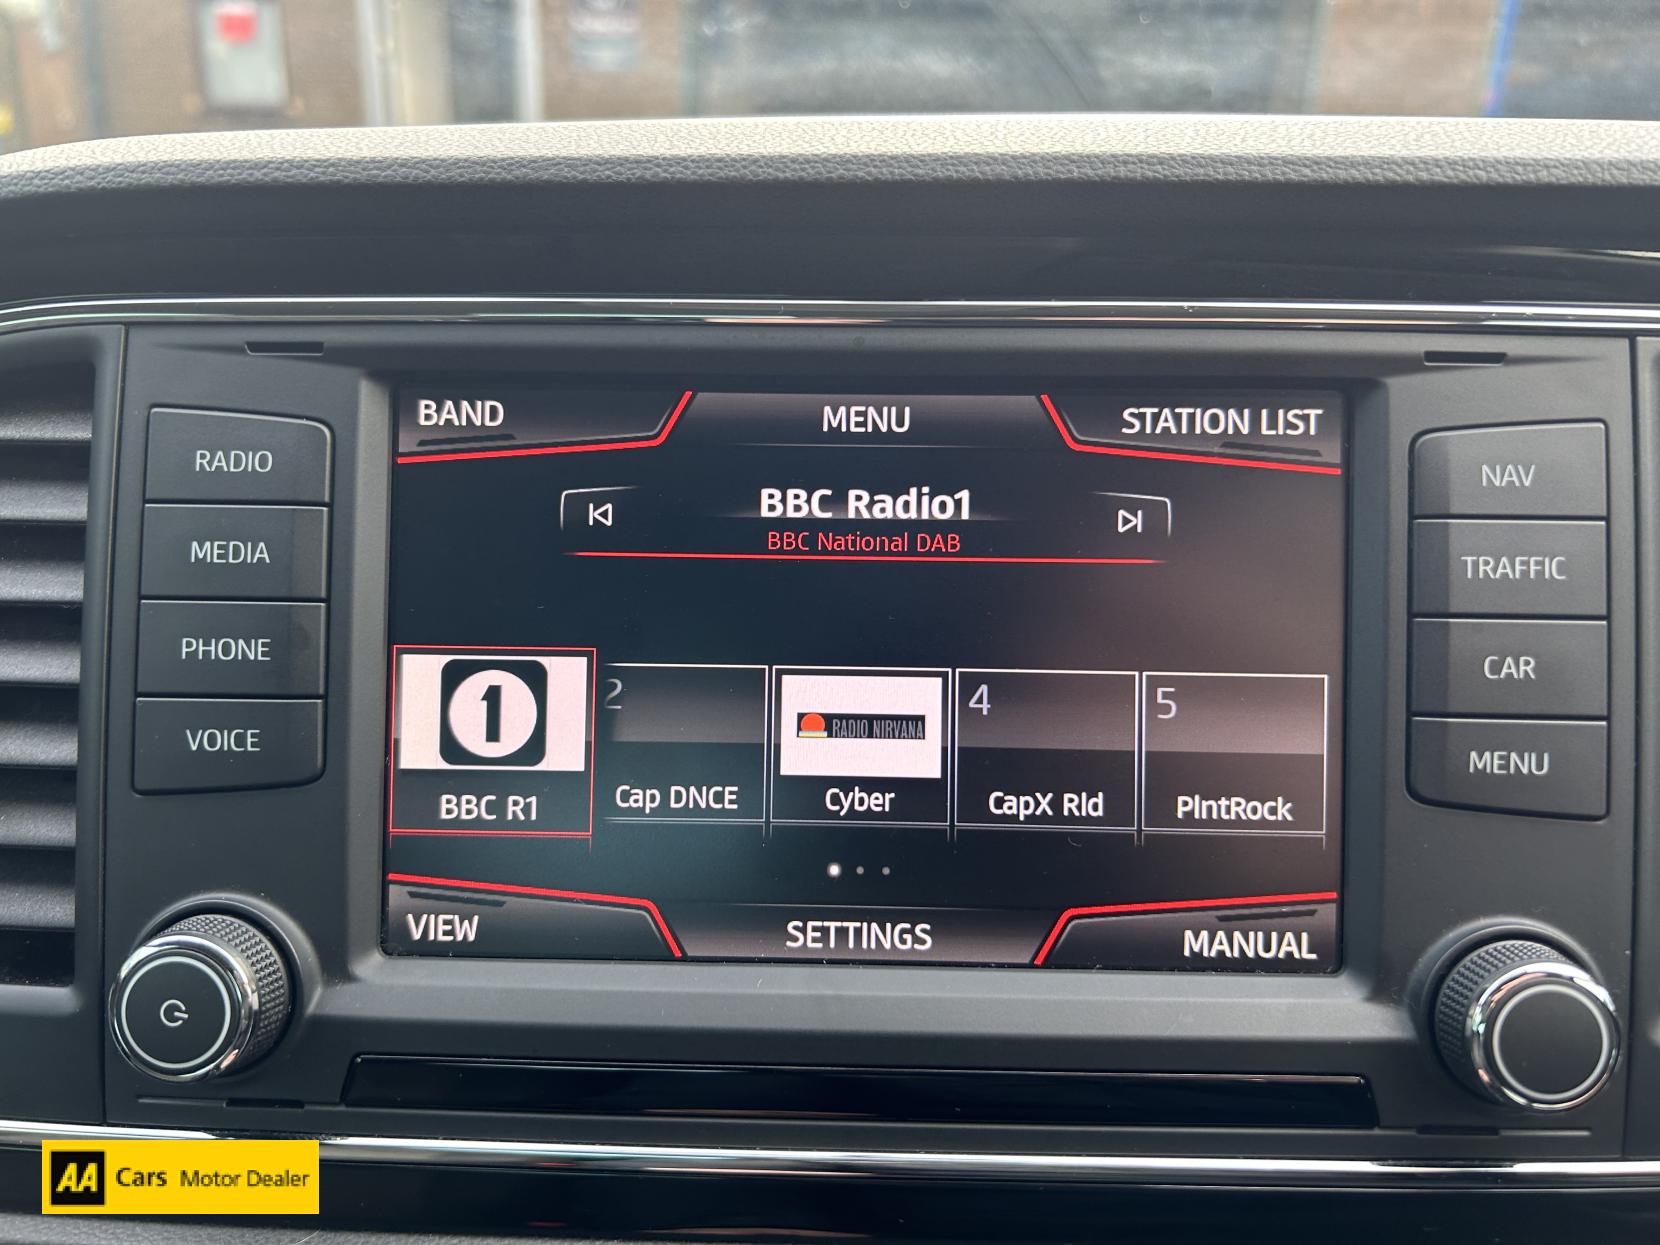 BAND
MENU
STATION LIST
RADIO
MEDIA
PHONE
VOICE
BBC Radio1
BBC National DAB
NAV
TRAFFIC
CAR
MENU
1
BBC R1
2
Cap DNCE
RADIO NIRVANA
Cyber
4
CapX Rld
5
PlntRock
VIEW
SETTINGS
MANUAL
AA Cars Motor Dealer